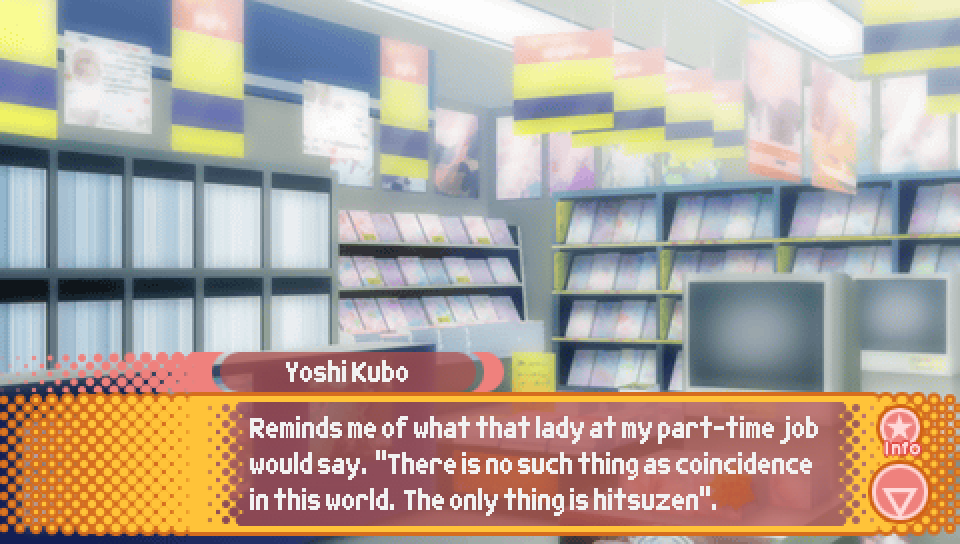 Yoshi Kubo
Reminds me of what that lady at my part-time job
would say. "There is no such thing as coincidence
in this world. The only thing is hitsuzen".
Info